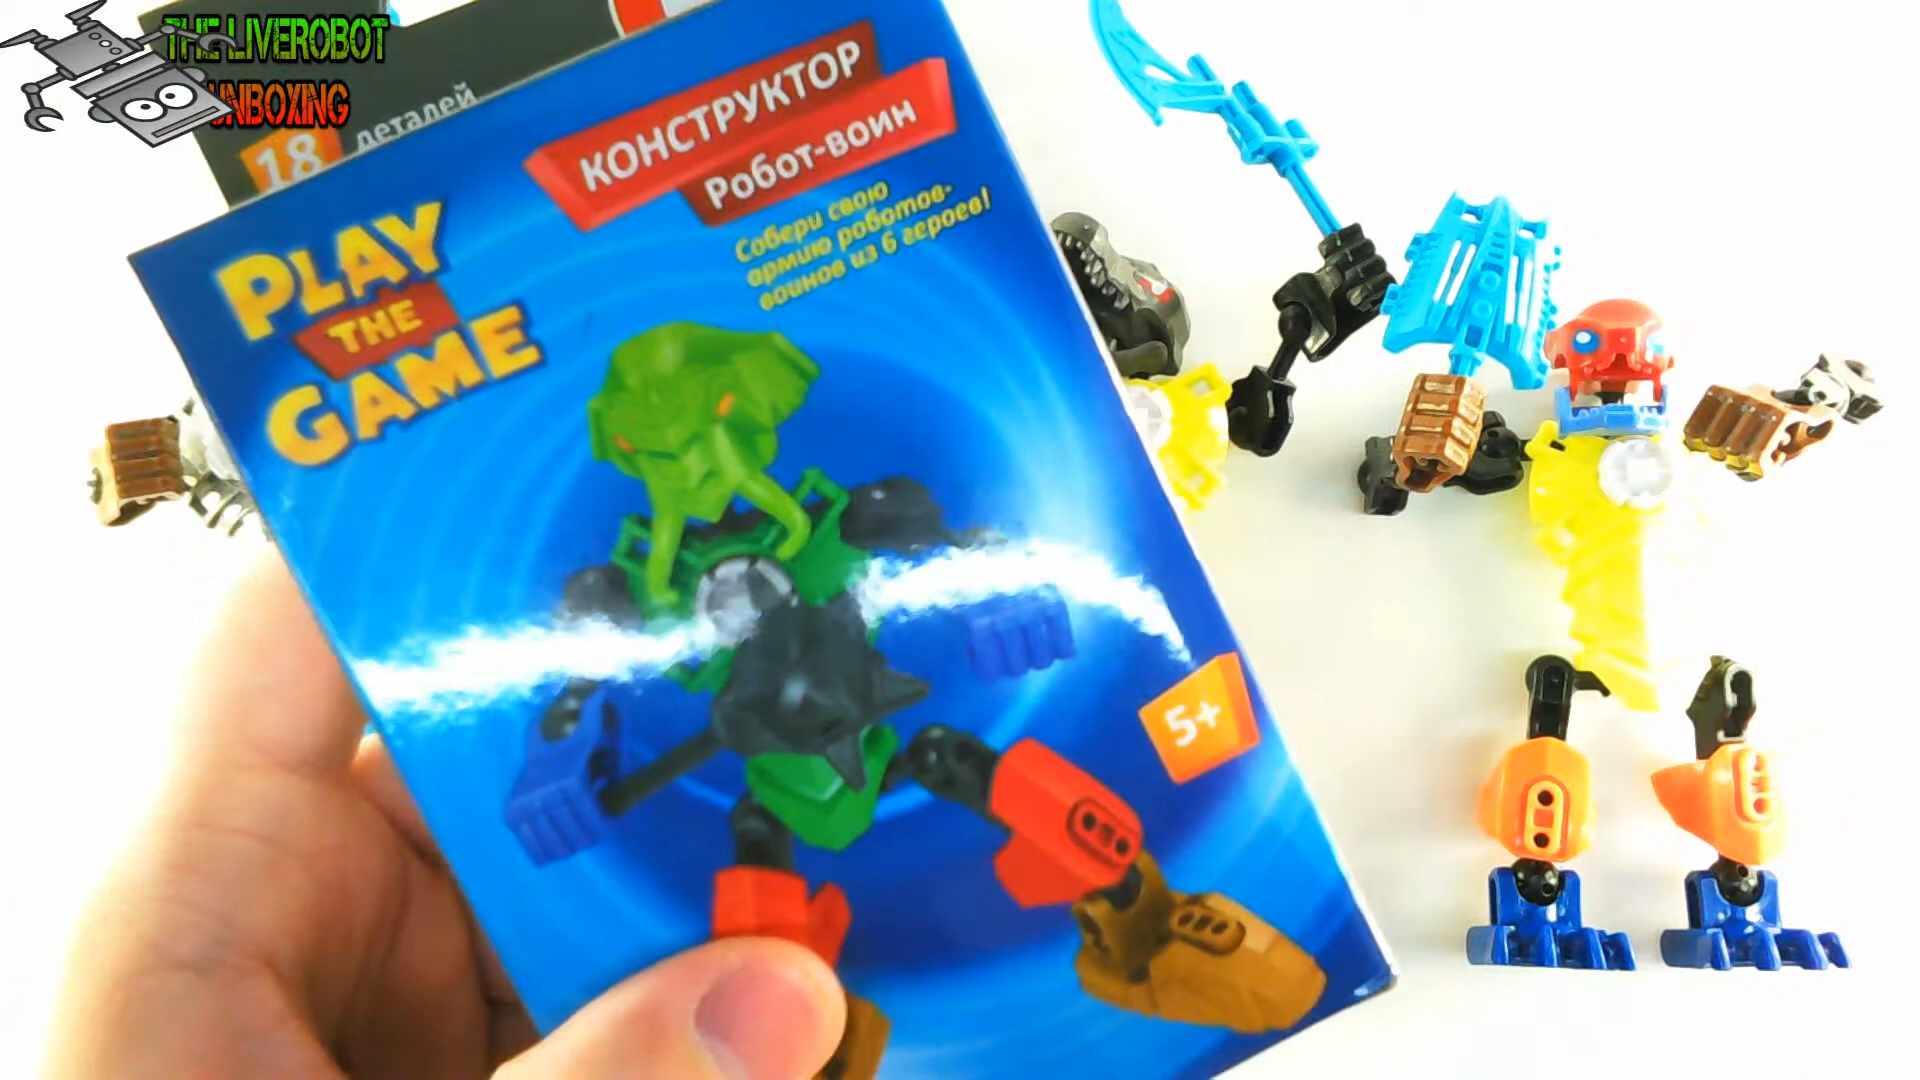 THE LIVEROBOT
UNBOXING
18 деталей
КОНСТРУКТОР
Робот-воин
Собери свою
армию роботов-
воинов из 6 героев!
PLAY
THE
GAME
5+